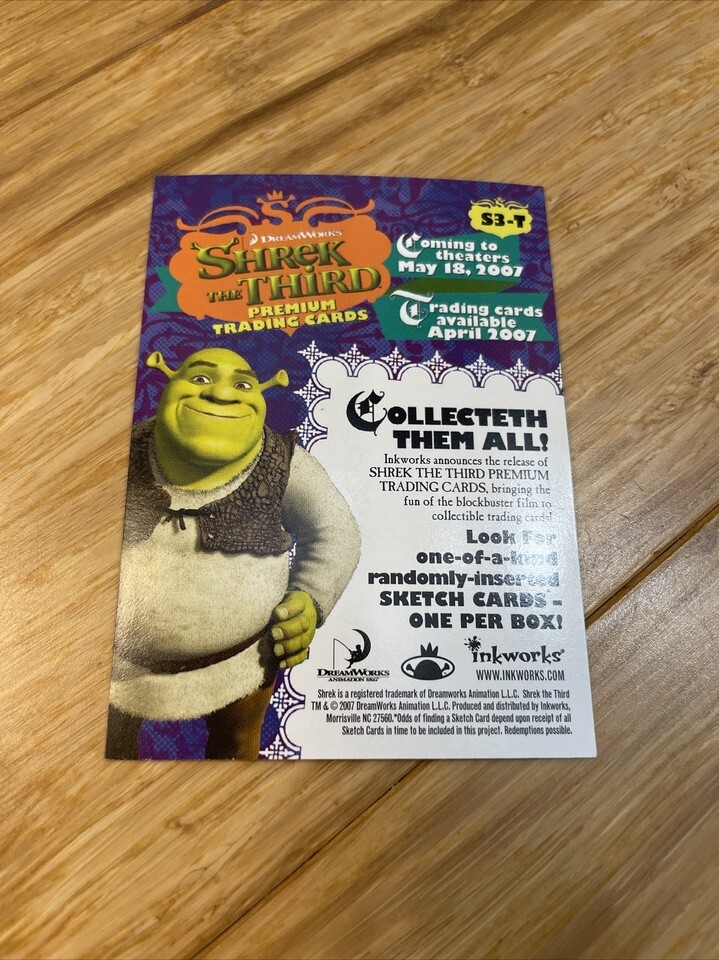 S3-T
DreamWorks
Shrek
the Third
Premium
Trading Cards
Coming to
theaters
May 18, 2007
Trading cards
available
April 2007
Collecteth
them all!
Inkworks announces the release of
SHREK THE THIRD PREMIUM
TRADING CARDS, bringing the
fun of the blockbuster film to
collectible trading cards!
Look For
one-of-a-kind
randomly-inserted
SKETCH CARDS* -
ONE PER BOX!
DreamWorks
Animation SKG
inkworks®
WWW.INKWORKS.COM
Shrek is a registered trademark of Dreamworks Animation L.L.C. Shrek the Third
TM & © 2007 DreamWorks Animation L.L.C. Produced and distributed by Inkworks,
Morrisville NC 27560.*Odds of finding a Sketch Card depend upon receipt of all
Sketch Cards in time to be included in this project. Redemptions possible.